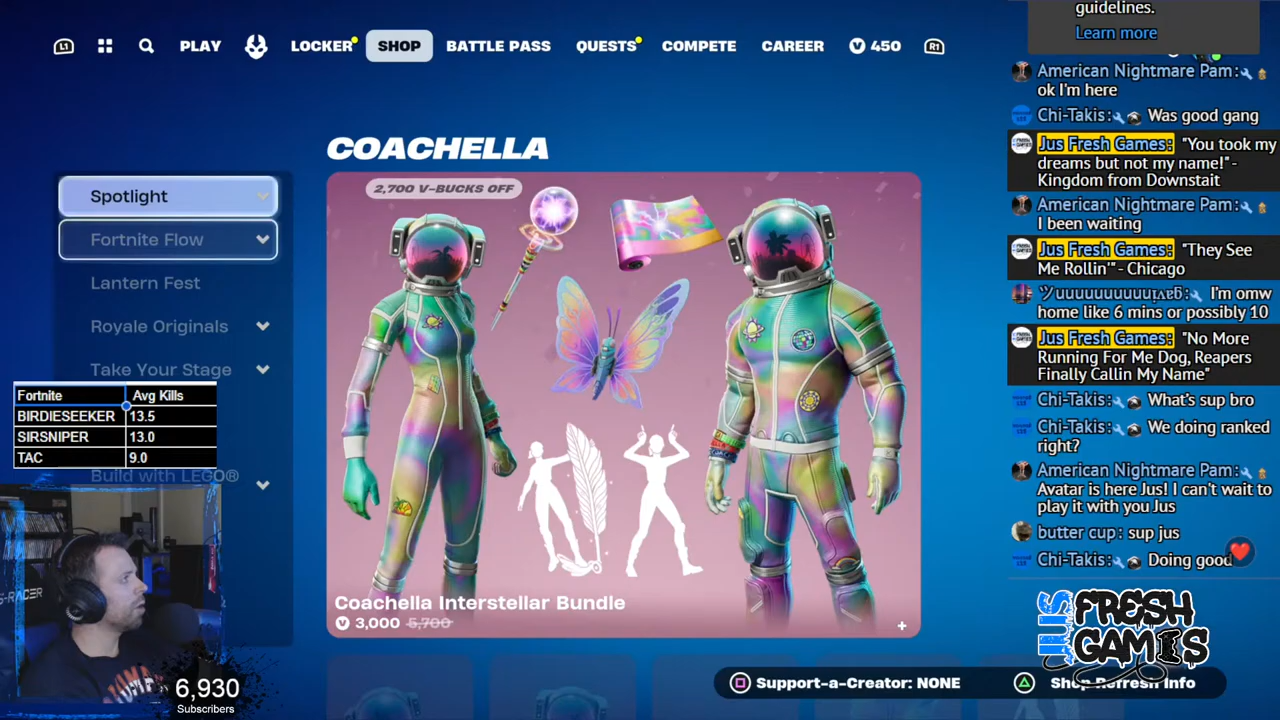 L1
PLAY
LOCKER
SHOP
BATTLE PASS
QUESTS
COMPETE
CAREER
450
R1
COACHELLA
Spotlight
Fortnite Flow
Lantern Fest
Royale Originals
Take Your Stage
Build with LEGO®
2,700 V-BUCKS OFF
Coachella Interstellar Bundle
3,000 5,700
+
Fortnite Avg Kills
BIRDIESEEKER 13.5
SIRSNIPER 13.0
TAC 9.0
6,930
Subscribers
Support-a-Creator: NONE
Shop Refresh Info
guidelines.
Learn more
American Nightmare Pam:
ok I'm here
Chi-Takis: Was good gang
Jus Fresh Games: "You took my
dreams but not my name!" -
Kingdom from Downstait
American Nightmare Pam:
I been waiting
Jus Fresh Games: "They See
Me Rollin'" - Chicago
I'm omw
home like 6 mins or possibly 10
Jus Fresh Games: "No More
Running For Me Dog, Reapers
Finally Callin My Name"
Chi-Takis: What's sup bro
Chi-Takis: We doing ranked
right?
American Nightmare Pam:
Avatar is here Jus! I can't wait to
play it with you Jus
butter cup: sup jus
Chi-Takis: Doing good
JUS FRESH
GAMES